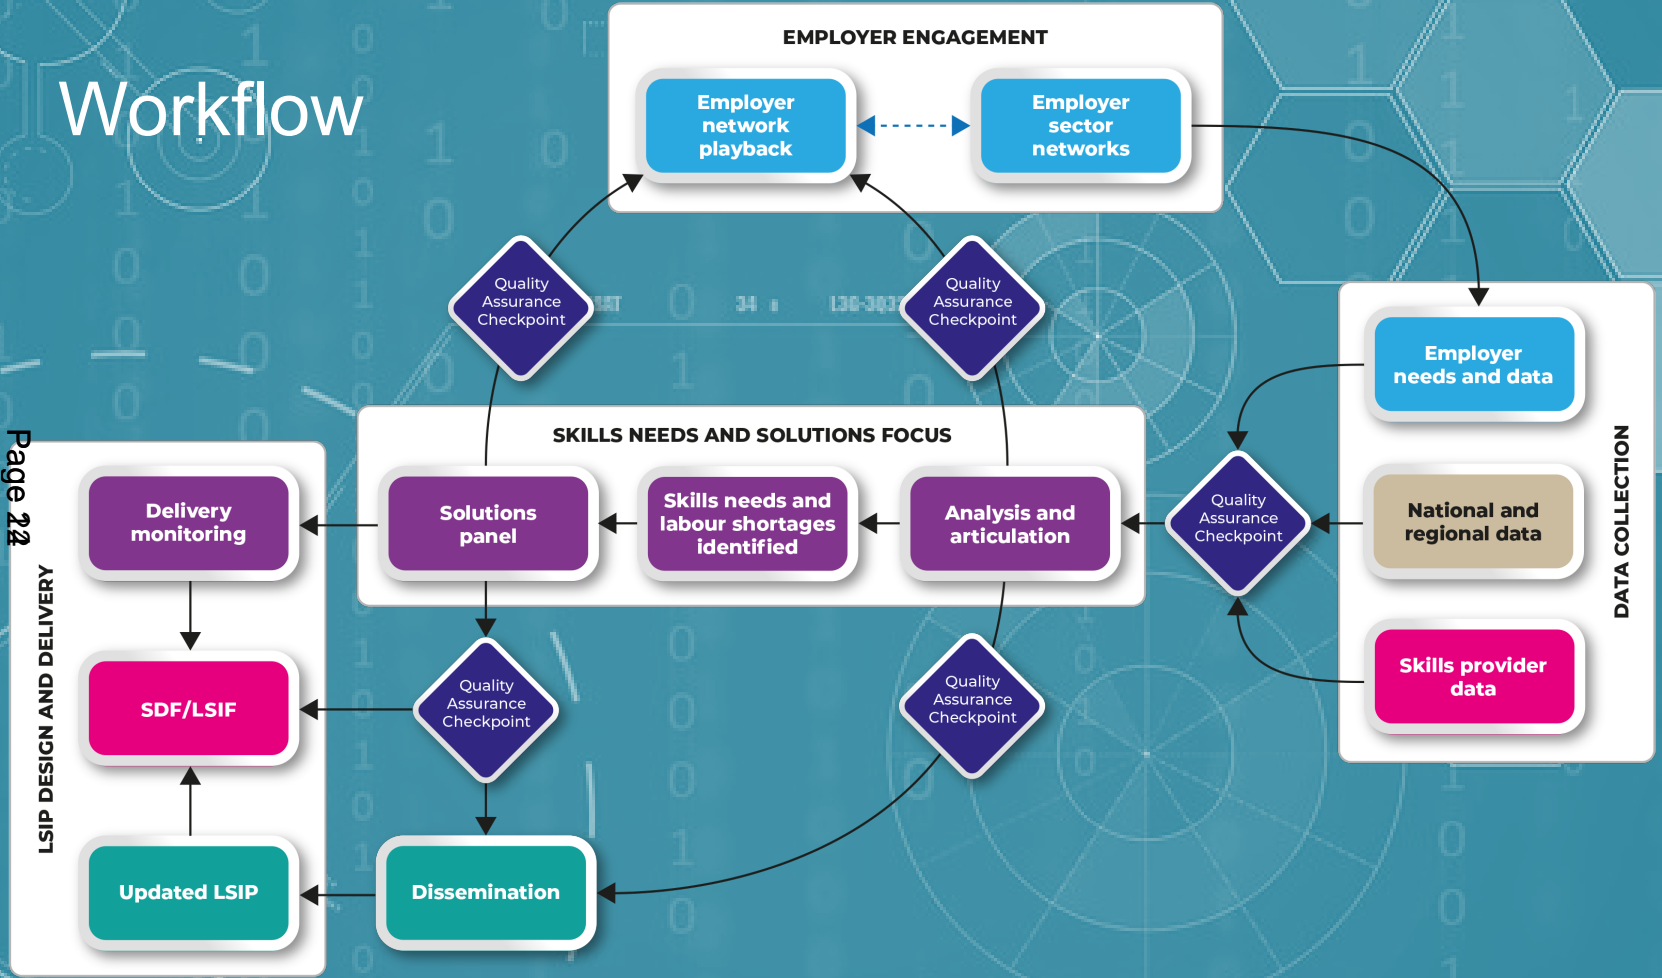 Workflow
EMPLOYER ENGAGEMENT
Employer
network
playback
Employer
sector
networks
Quality
Assurance
Checkpoint
Quality
Assurance
Checkpoint
34
Employer
needs and data
National and
regional data
Skills provider
data
DATA COLLECTION
Quality
Assurance
Checkpoint
SKILLS NEEDS AND SOLUTIONS FOCUS
Solutions
panel
Skills needs and
labour shortages
identified
Analysis and
articulation
Page
LSIP DESIGN AND DELIVERY
Delivery
monitoring
SDF/LSIF
Updated LSIP
Quality
Assurance
Checkpoint
Quality
Assurance
Checkpoint
Dissemination